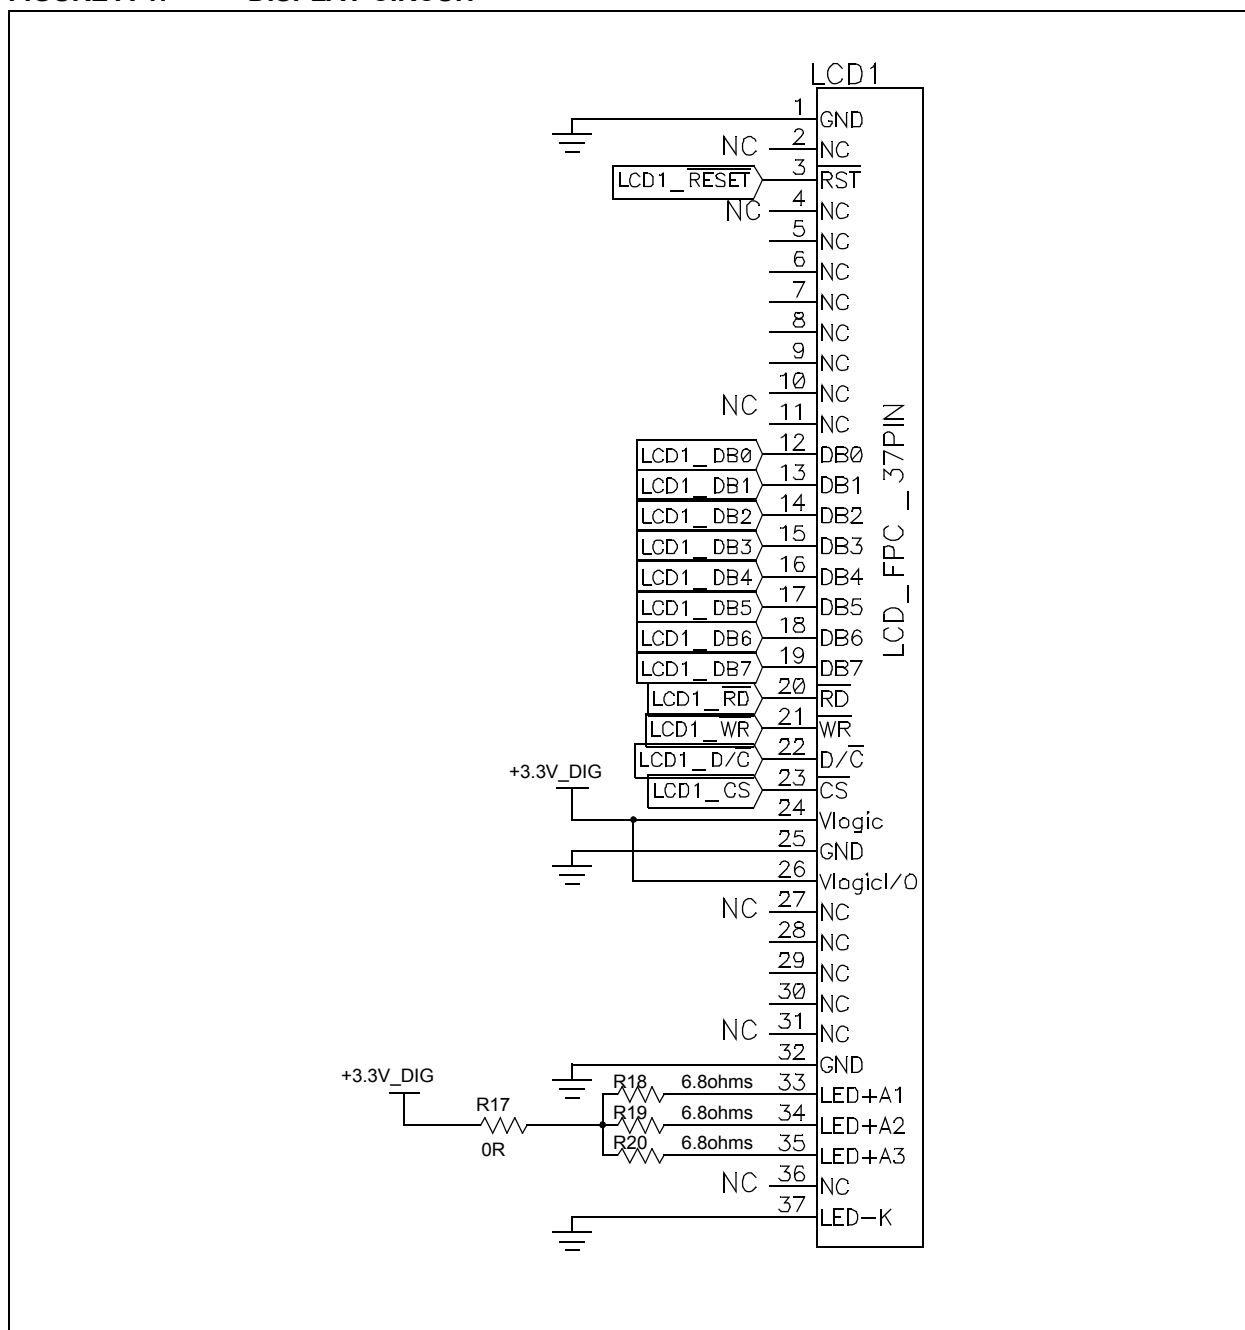 LCD1
1 GND
NC 2 NC
LCD1_RESET 3 RST
NC 4 NC
5 NC
6 NC
7 NC
8 NC
9 NC
10 NC
NC 11 NC
LCD1_DB0 12 DB0
LCD1_DB1 13 DB1
LCD1_DB2 14 DB2
LCD1_DB3 15 DB3
LCD1_DB4 16 DB4
LCD1_DB5 17 DB5
LCD1_DB6 18 DB6
LCD1_DB7 19 DB7
LCD1_RD 20 RD
LCD1_WR 21 WR
LCD1_D/C 22 D/C
LCD1_CS 23 CS
+3.3V_DIG
24 Vlogic
25 GND
26 VlogicI/O
NC 27 NC
28 NC
29 NC
30 NC
NC 31 NC
32 GND
+3.3V_DIG
R17
0R
R18 6.8ohms 33 LED+A1
R19 6.8ohms 34 LED+A2
R20 6.8ohms 35 LED+A3
NC 36 NC
37 LED-K
LCD_FPC_37PIN